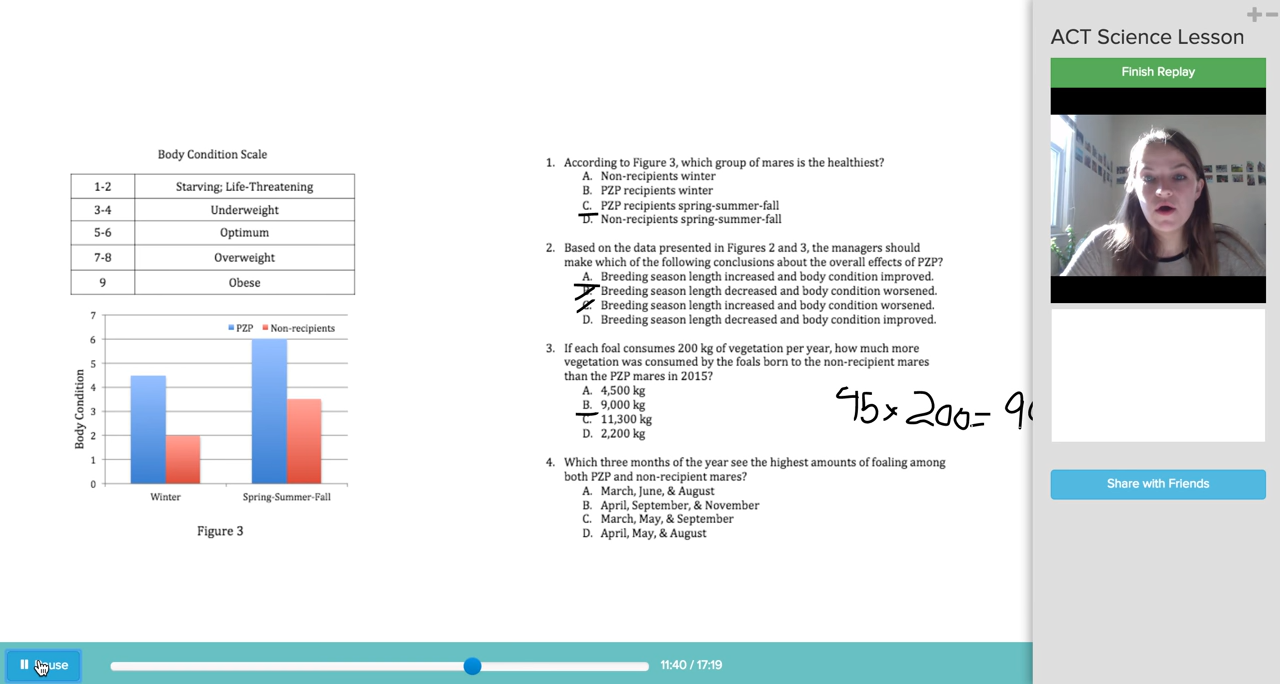 ACT Science Lesson
Finish Replay
Share with Friends
Body Condition Scale
1-2 Starving; Life-Threatening
3-4 Underweight
5-6 Optimum
7-8 Overweight
9 Obese
7
6
5
4
3
2
1
0
Body Condition
PZP Non-recipients
Winter Spring-Summer-Fall
Figure 3
1. According to Figure 3, which group of mares is the healthiest?
A. Non-recipients winter
B. PZP recipients winter
C. PZP recipients spring-summer-fall
D. Non-recipients spring-summer-fall
2. Based on the data presented in Figures 2 and 3, the managers should
make which of the following conclusions about the overall effects of PZP?
A. Breeding season length increased and body condition improved.
Breeding season length decreased and body condition worsened.
C. Breeding season length increased and body condition worsened.
D. Breeding season length decreased and body condition improved.
3. If each foal consumes 200 kg of vegetation per year, how much more
vegetation was consumed by the foals born to the non-recipient mares
than the PZP mares in 2015?
A. 4,500 kg
B. 9,000 kg
C. 11,300 kg
D. 2,200 kg
45 x 200 = 90
4. Which three months of the year see the highest amounts of foaling among
both PZP and non-recipient mares?
A. March, June, & August
B. April, September, & November
C. March, May, & September
D. April, May, & August
11:40 / 17:19